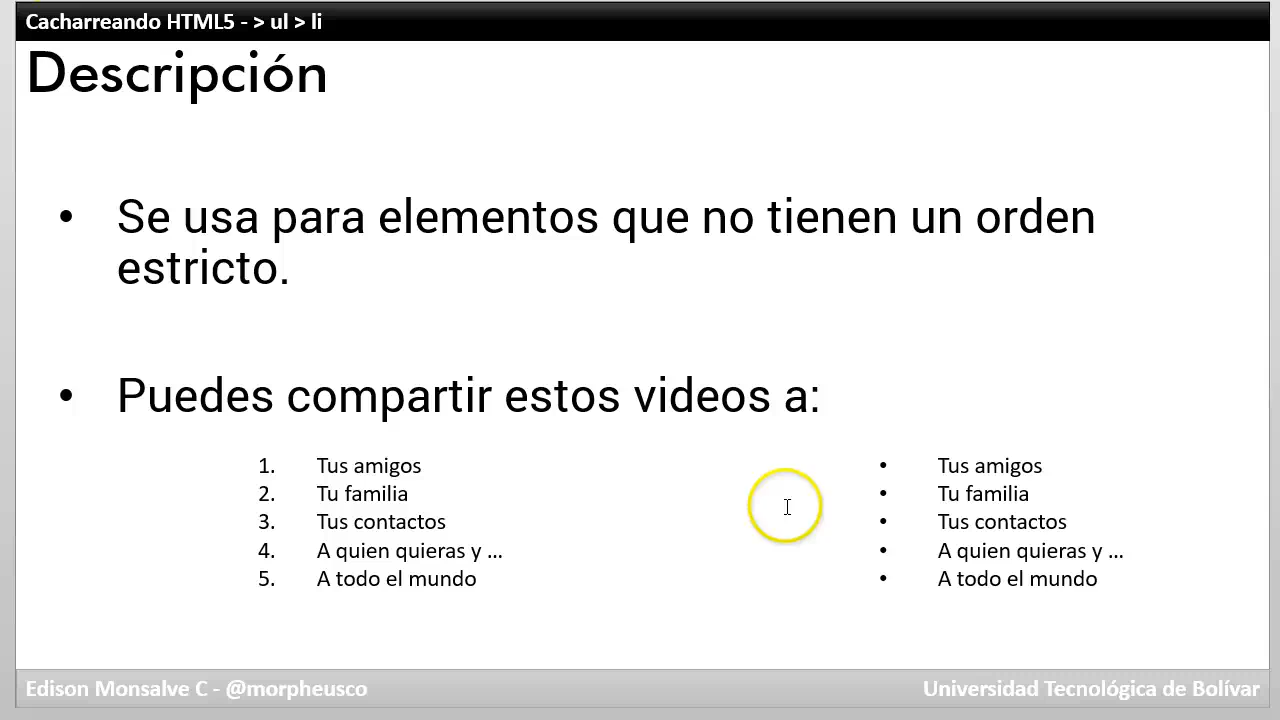 Cacharreando HTML5 - > ul > li
Descripción
• Se usa para elementos que no tienen un orden
estricto.
• Puedes compartir estos videos a:
1. Tus amigos
2. Tu familia
3. Tus contactos
4. A quien quieras y ...
5. A todo el mundo
• Tus amigos
• Tu familia
• Tus contactos
• A quien quieras y ...
• A todo el mundo
Edison Monsalve C - @morpheusco
Universidad Tecnológica de Bolívar